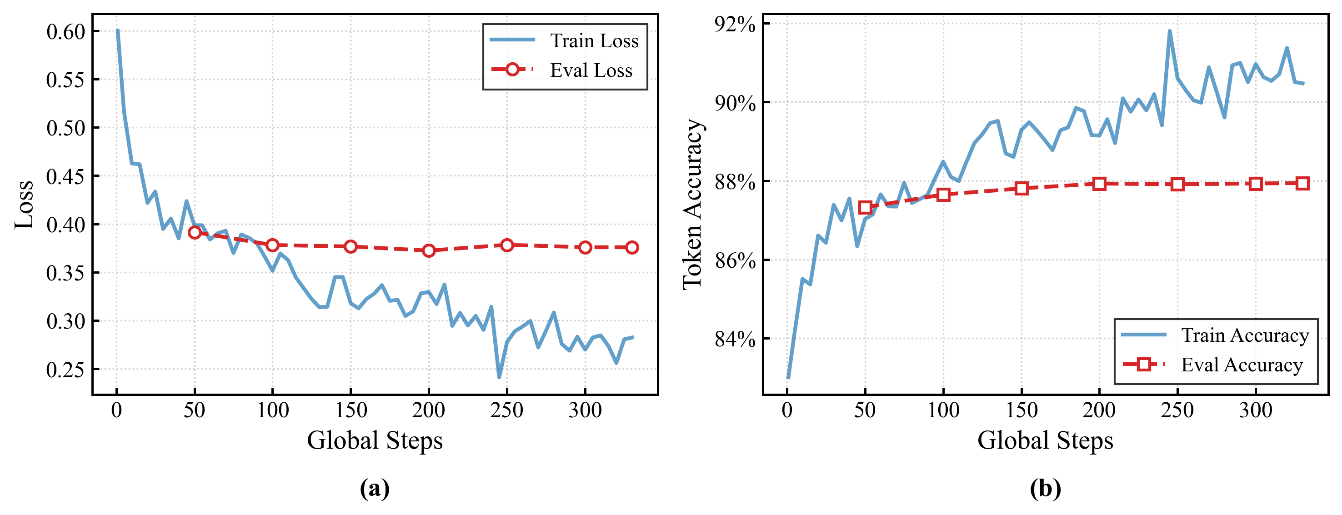 0.60
0.55
0.50
0.45
0.40
0.35
0.30
0.25
Loss
Train Loss
Eval Loss
0 50 100 150 200 250 300
Global Steps
(a)
92%
90%
88%
86%
84%
Token Accuracy
Train Accuracy
Eval Accuracy
0 50 100 150 200 250 300
Global Steps
(b)